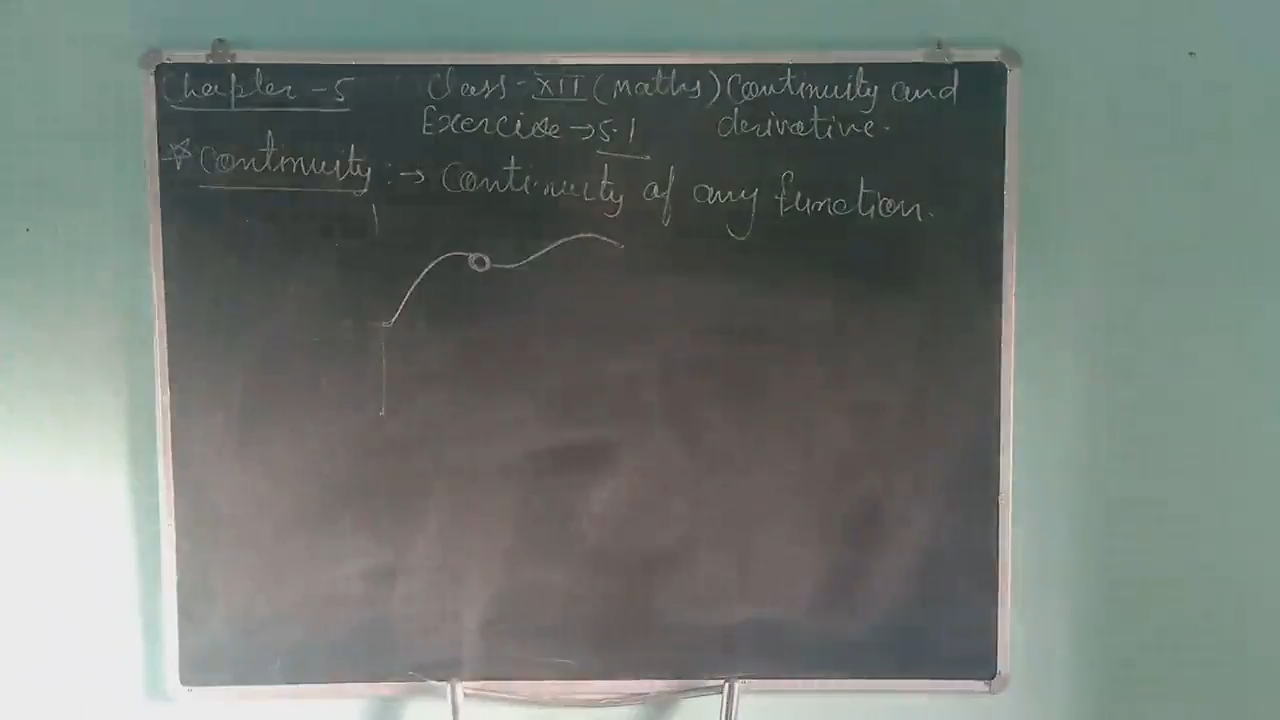 Chapter - 5 Class - XII (Maths) Continuity and
Exercise → 5.1 derivative.
* Continuity :→ Continuity of any function.